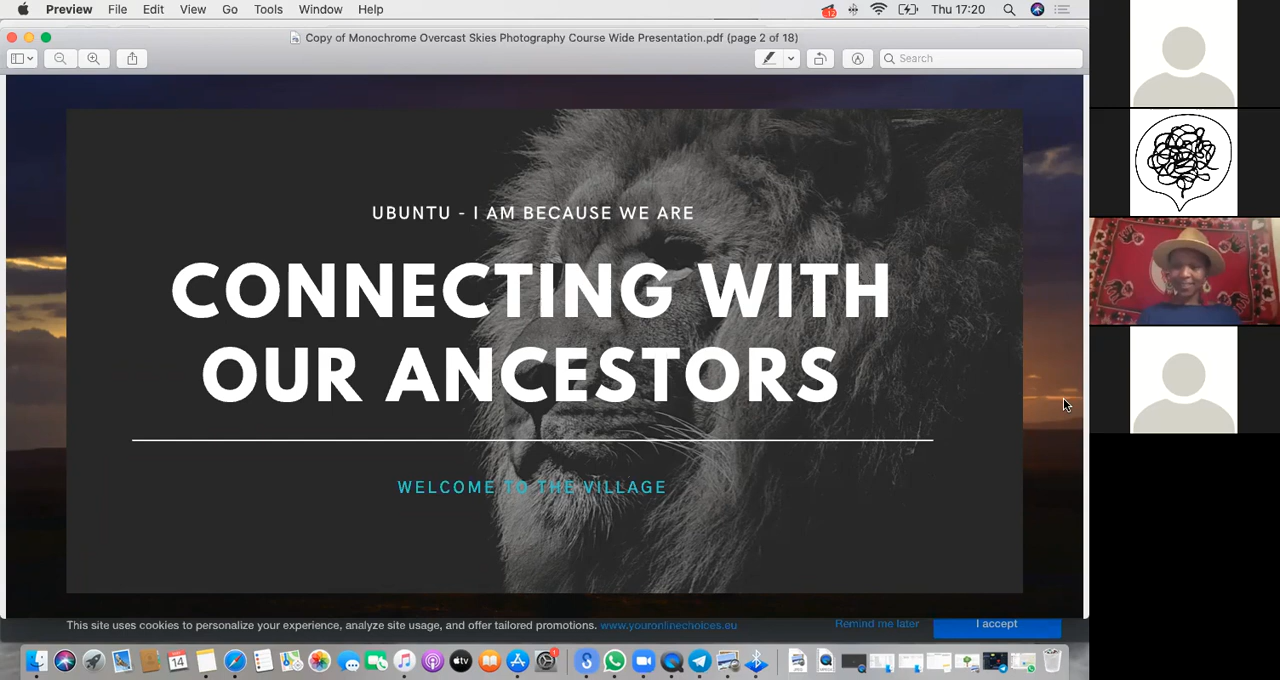 Preview File Edit View Go Tools Window Help Thu 17:20
Copy of Monochrome Overcast Skies Photography Course Wide Presentation.pdf (page 2 of 18)
Search
UBUNTU - I AM BECAUSE WE ARE
CONNECTING WITH
OUR ANCESTORS
WELCOME TO THE VILLAGE
This site uses cookies to personalize your experience, analyze site usage, and offer tailored promotions. www.youronlinechoices.eu Remind me later I accept
14
tv